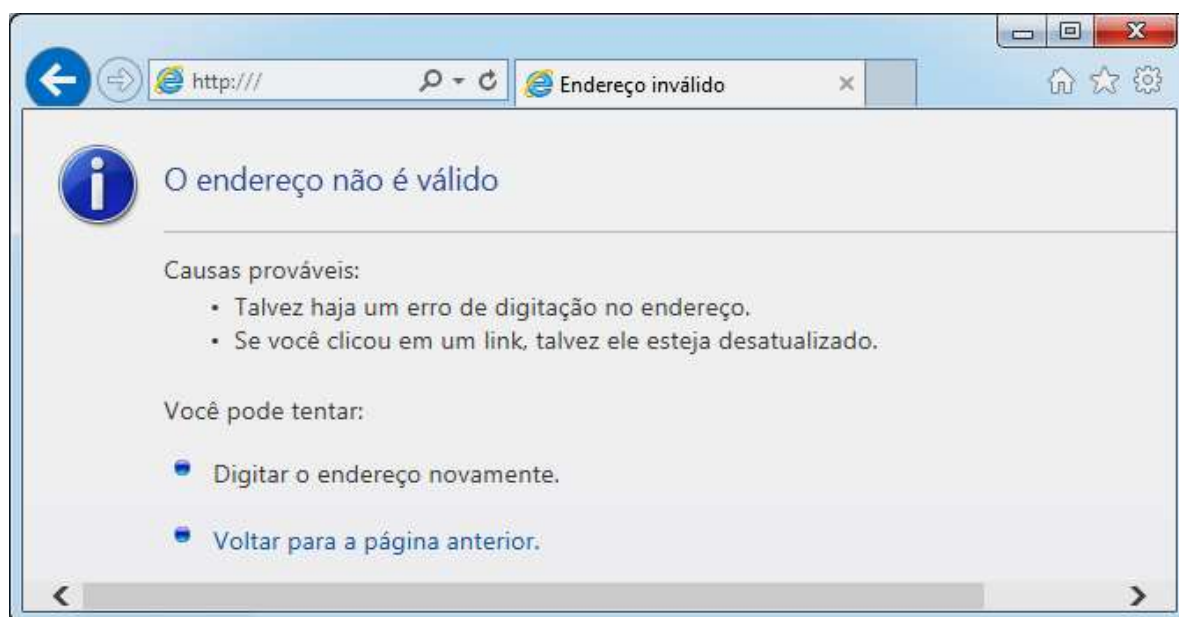 http:///
Endereço inválido
O endereço não é válido
Causas prováveis:
• Talvez haja um erro de digitação no endereço.
• Se você clicou em um link, talvez ele esteja desatualizado.
Você pode tentar:
Digitar o endereço novamente.
Voltar para a página anterior.